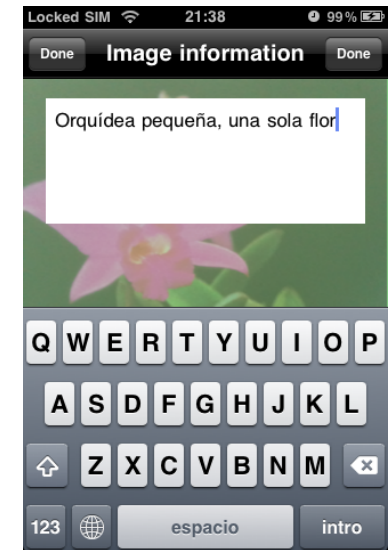 Locked SIM 21:38 99%
Done Image information Done
Orquídea pequeña, una sola flor
Q W E R T Y U I O P
A S D F G H J K L
Z X C V B N M
123 espacio intro